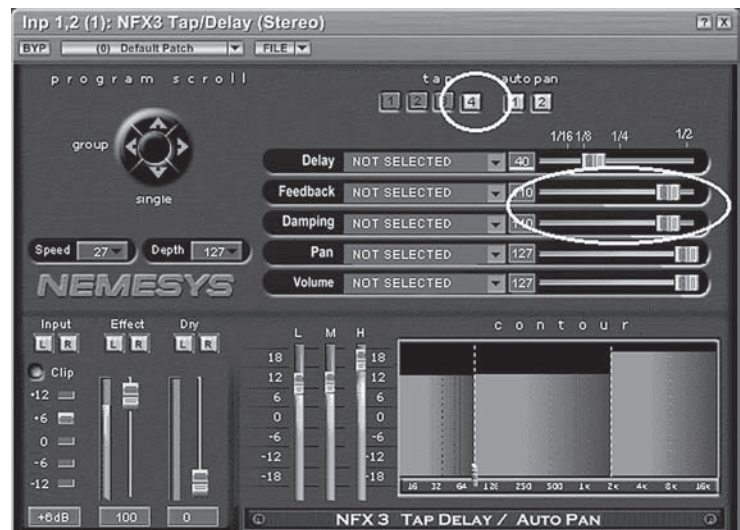 Inp 1,2 (1): NFX3 Tap/Delay (Stereo)
? X
BYP (0) Default Patch FILE
program scroll
tap auto pan
1 2 3 4 1 2
group
single
1/16 1/8 1/4 1/2
Delay NOT SELECTED 40
Feedback NOT SELECTED 110
Damping NOT SELECTED 110
Pan NOT SELECTED 127
Volume NOT SELECTED 127
Speed 27 Depth 127
NEMESYS
Input Effect Dry
L R L R L R
Clip
+12
+6
0
-6
-12
+6dB 100 0
L M H
18 18
12 12
6 6
0 0
-6 -6
-12 -12
-18 -18
contour
16 32 64 128 250 500 1k 2k 4k 8k 16k
NFX 3 TAP DELAY / AUTO PAN